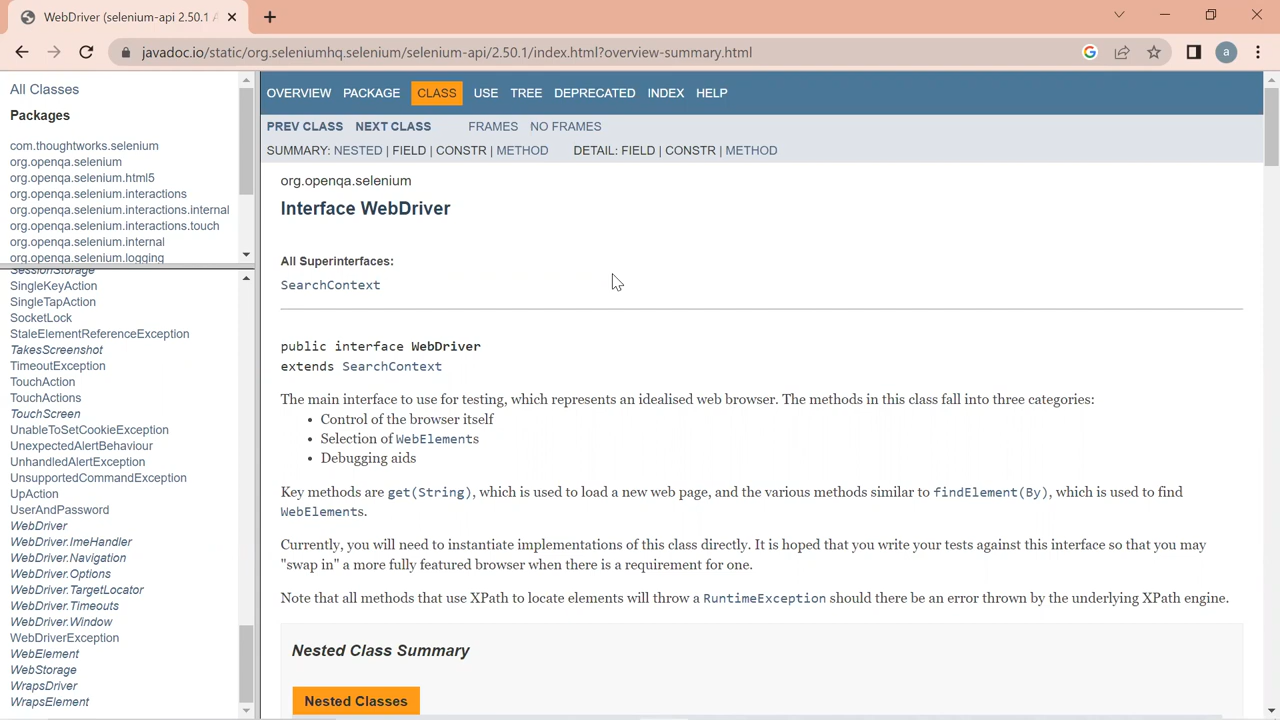 WebDriver (selenium-api 2.50.1 A
javadoc.io/static/org.seleniumhq.selenium/selenium-api/2.50.1/index.html?overview-summary.html
a
All Classes
Packages
com.thoughtworks.selenium
org.openqa.selenium
org.openqa.selenium.html5
org.openqa.selenium.interactions
org.openqa.selenium.interactions.internal
org.openqa.selenium.interactions.touch
org.openqa.selenium.internal
org.openqa.selenium.logging
SessionStorage
SingleKeyAction
SingleTapAction
SocketLock
StaleElementReferenceException
TakesScreenshot
TimeoutException
TouchAction
TouchActions
TouchScreen
UnableToSetCookieException
UnexpectedAlertBehaviour
UnhandledAlertException
UnsupportedCommandException
UpAction
UserAndPassword
WebDriver
WebDriver.ImeHandler
WebDriver.Navigation
WebDriver.Options
WebDriver.TargetLocator
WebDriver.Timeouts
WebDriver.Window
WebDriverException
WebElement
WebStorage
WrapsDriver
WrapsElement
OVERVIEW PACKAGE CLASS USE TREE DEPRECATED INDEX HELP
PREV CLASS NEXT CLASS FRAMES NO FRAMES
SUMMARY: NESTED | FIELD | CONSTR | METHOD DETAIL: FIELD | CONSTR | METHOD
org.openqa.selenium
Interface WebDriver
All Superinterfaces:
SearchContext
public interface WebDriver
extends SearchContext
The main interface to use for testing, which represents an idealised web browser. The methods in this class fall into three categories:
• Control of the browser itself
• Selection of WebElements
• Debugging aids
Key methods are get(String), which is used to load a new web page, and the various methods similar to findElement(By), which is used to find
WebElements.
Currently, you will need to instantiate implementations of this class directly. It is hoped that you write your tests against this interface so that you may
"swap in" a more fully featured browser when there is a requirement for one.
Note that all methods that use XPath to locate elements will throw a RuntimeException should there be an error thrown by the underlying XPath engine.
Nested Class Summary
Nested Classes